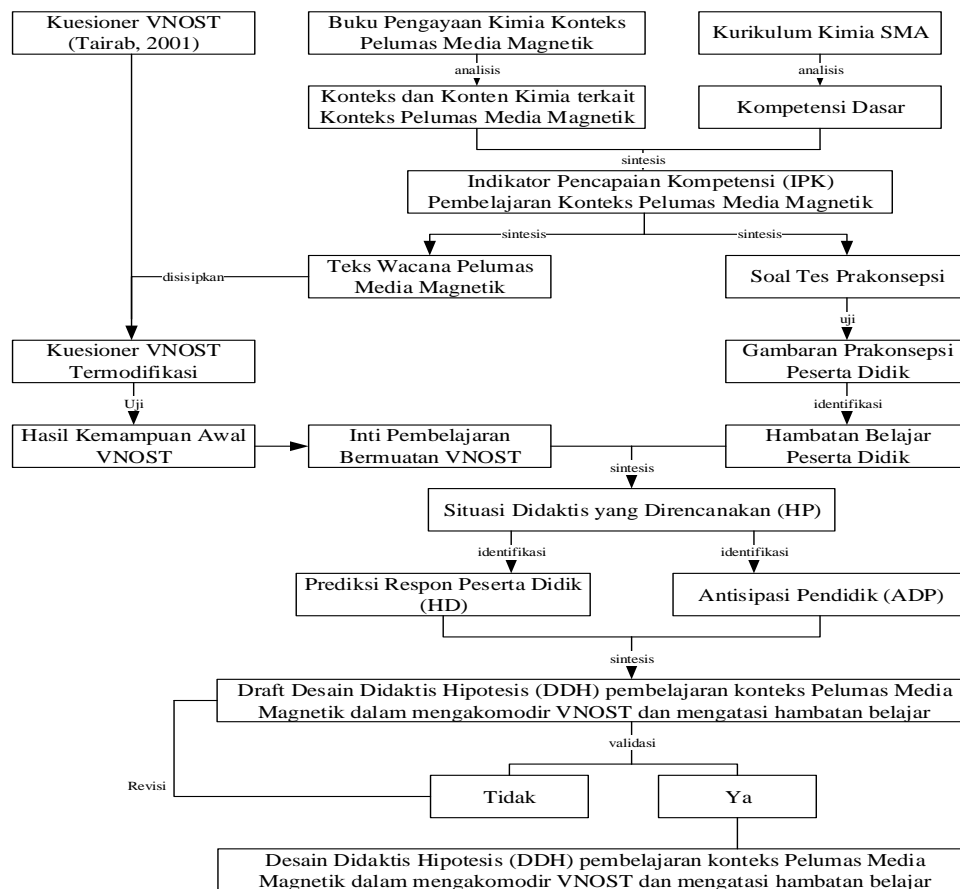 Kuesioner VNOST
(Tairab, 2001)
Buku Pengayaan Kimia Konteks
Pelumas Media Magnetik
Kurikulum Kimia SMA
analisis
analisis
Konteks dan Konten Kimia terkait
Konteks Pelumas Media Magnetik
Kompetensi Dasar
sintesis
Indikator Pencapaian Kompetensi (IPK)
Pembelajaran Konteks Pelumas Media Magnetik
sintesis
sintesis
Teks Wacana Pelumas
Media Magnetik
disisipkan
Soal Tes Prakonsepsi
uji
Kuesioner VNOST
Termodifikasi
Gambaran Prakonsepsi
Peserta Didik
Uji
identifikasi
Hasil Kemampuan Awal
VNOST
Inti Pembelajaran
Bermuatan VNOST
Hambatan Belajar
Peserta Didik
sintesis
Situasi Didaktis yang Direncanakan (HP)
identifikasi
identifikasi
Prediksi Respon Peserta Didik
(HD)
Antisipasi Pendidik (ADP)
sintesis
Draft Desain Didaktis Hipotesis (DDH) pembelajaran konteks Pelumas Media
Magnetik dalam mengakomodir VNOST dan mengatasi hambatan belajar
validasi
Revisi
Tidak
Ya
Desain Didaktis Hipotesis (DDH) pembelajaran konteks Pelumas Media
Magnetik dalam mengakomodir VNOST dan mengatasi hambatan belajar